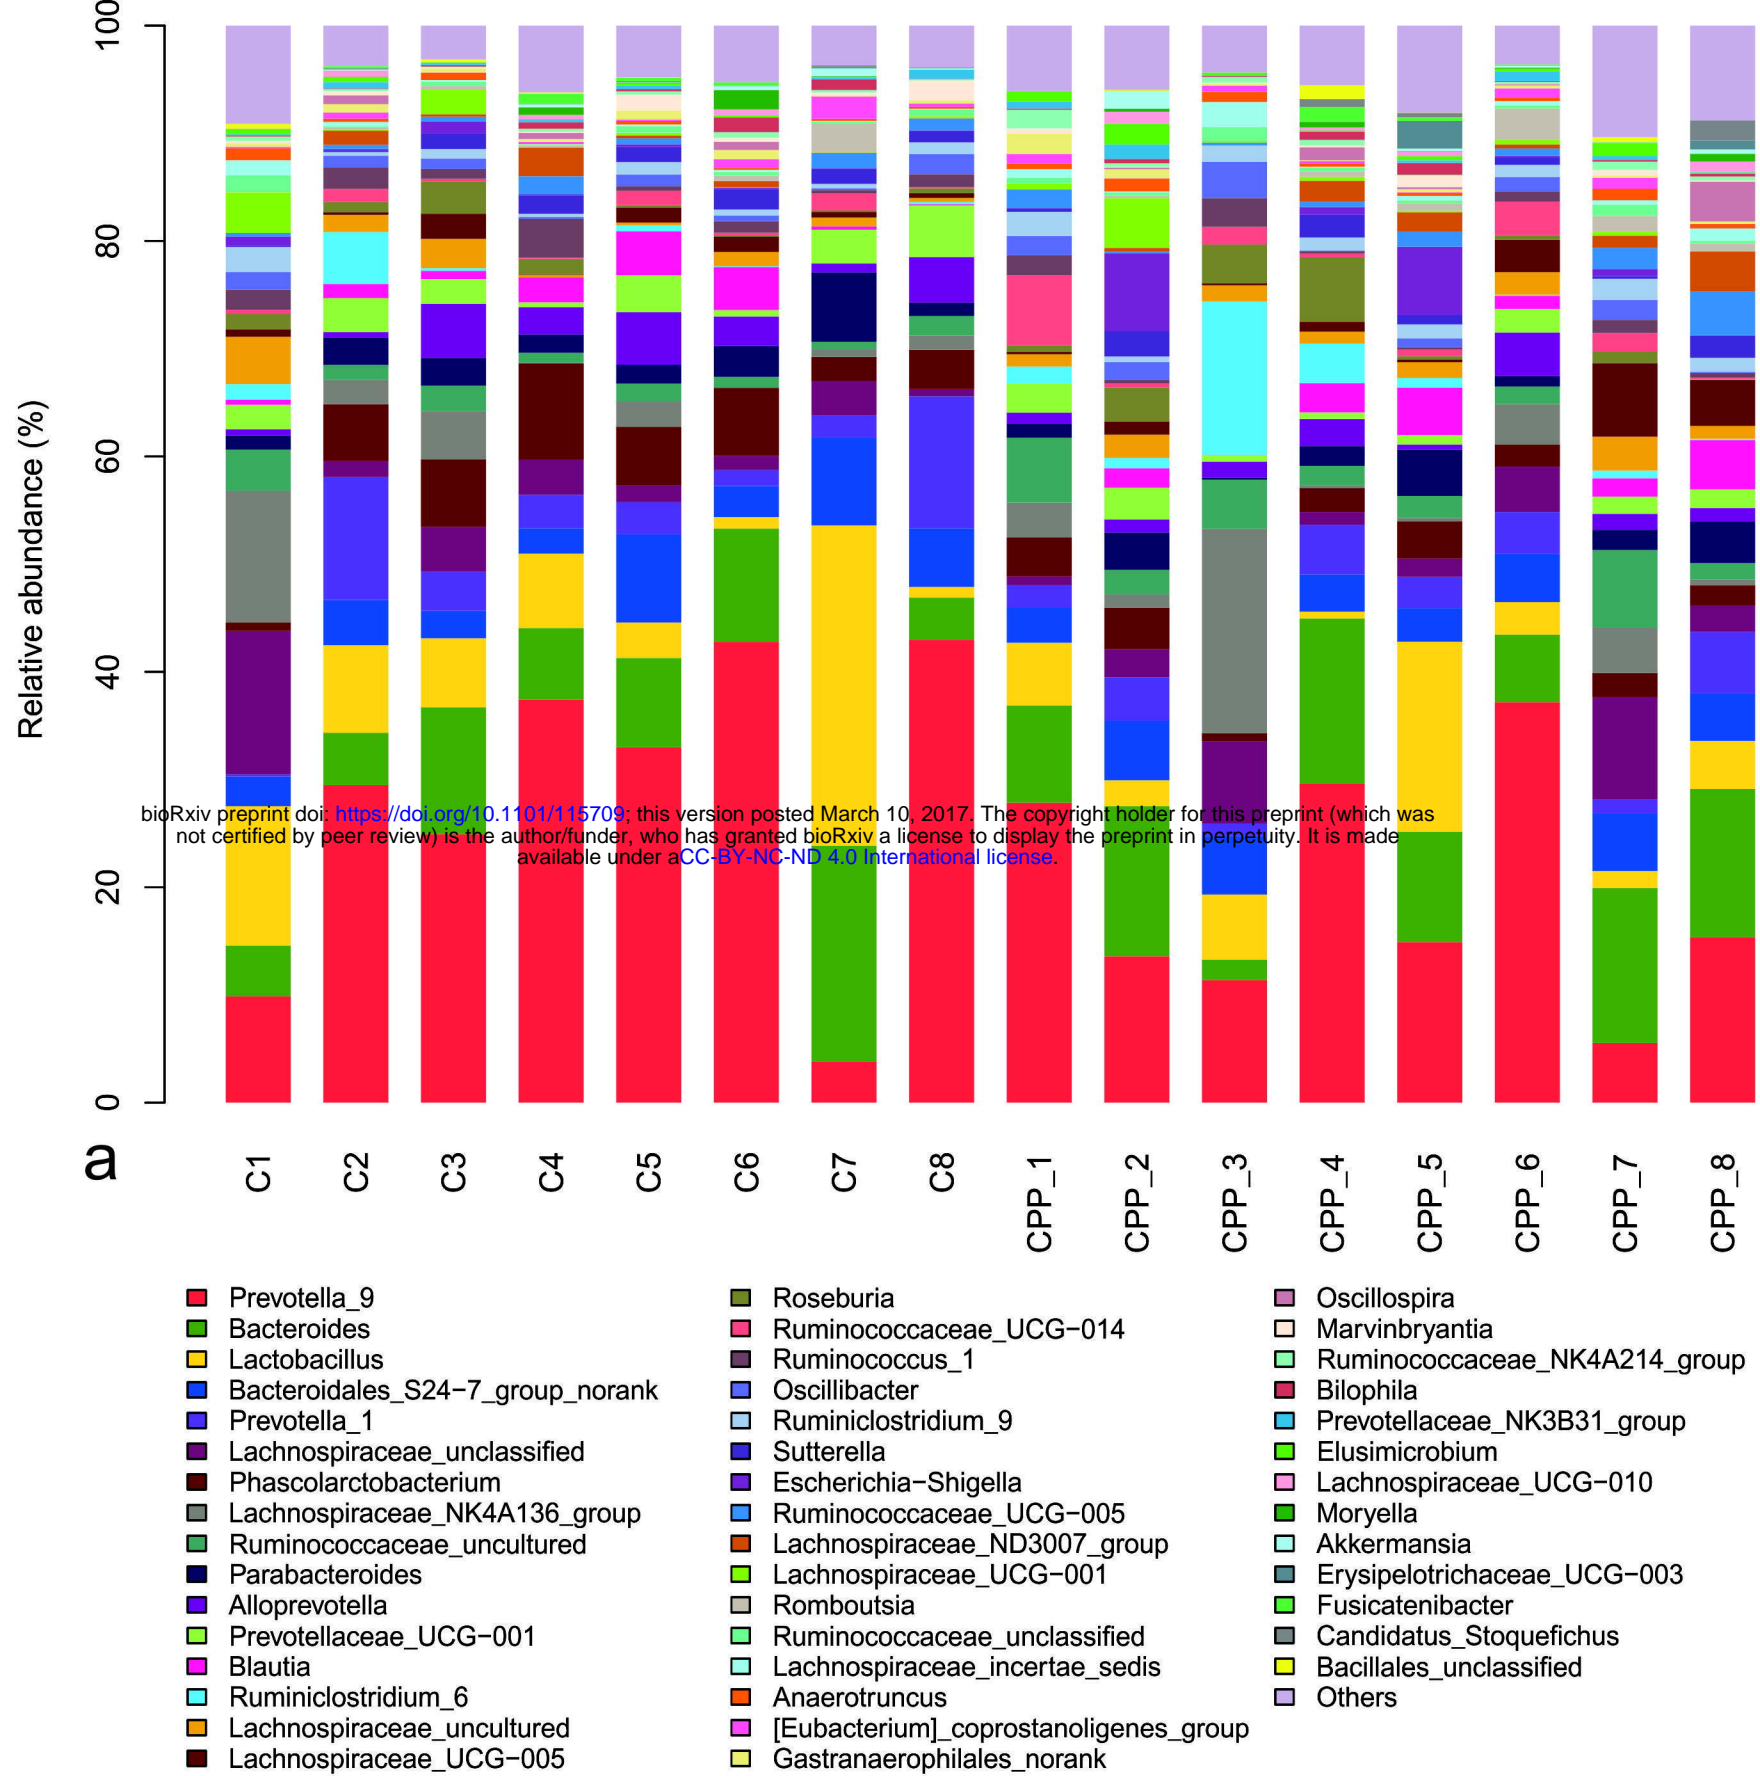 100
80
60
40
20
0
Relative abundance (%)
bioRxiv preprint doi: https://doi.org/10.1101/115709; this version posted March 10, 2017. The copyright holder for this preprint (which was
not certified by peer review) is the author/funder, who has granted bioRxiv a license to display the preprint in perpetuity. It is made
available under aCC-BY-NC-ND 4.0 International license.
a
C1
C2
C3
C4
C5
C6
C7
C8
CPP_1
CPP_2
CPP_3
CPP_4
CPP_5
CPP_6
CPP_7
CPP_8
Prevotella_9
Bacteroides
Lactobacillus
Bacteroidales_S24−7_group_norank
Prevotella_1
Lachnospiraceae_unclassified
Phascolarctobacterium
Lachnospiraceae_NK4A136_group
Ruminococcaceae_uncultured
Parabacteroides
Alloprevotella
Prevotellaceae_UCG−001
Blautia
Ruminiclostridium_6
Lachnospiraceae_uncultured
Lachnospiraceae_UCG−005
Roseburia
Ruminococcaceae_UCG−014
Ruminococcus_1
Oscillibacter
Ruminiclostridium_9
Sutterella
Escherichia−Shigella
Ruminococcaceae_UCG−005
Lachnospiraceae_ND3007_group
Lachnospiraceae_UCG−001
Romboutsia
Ruminococcaceae_unclassified
Lachnospiraceae_incertae_sedis
Anaerotruncus
[Eubacterium]_coprostanoligenes_group
Gastranaerophilales_norank
Oscillospira
Marvinbryantia
Ruminococcaceae_NK4A214_group
Bilophila
Prevotellaceae_NK3B31_group
Elusimicrobium
Lachnospiraceae_UCG−010
Moryella
Akkermansia
Erysipelotrichaceae_UCG−003
Fusicatenibacter
Candidatus_Stoquefichus
Bacillales_unclassified
Others